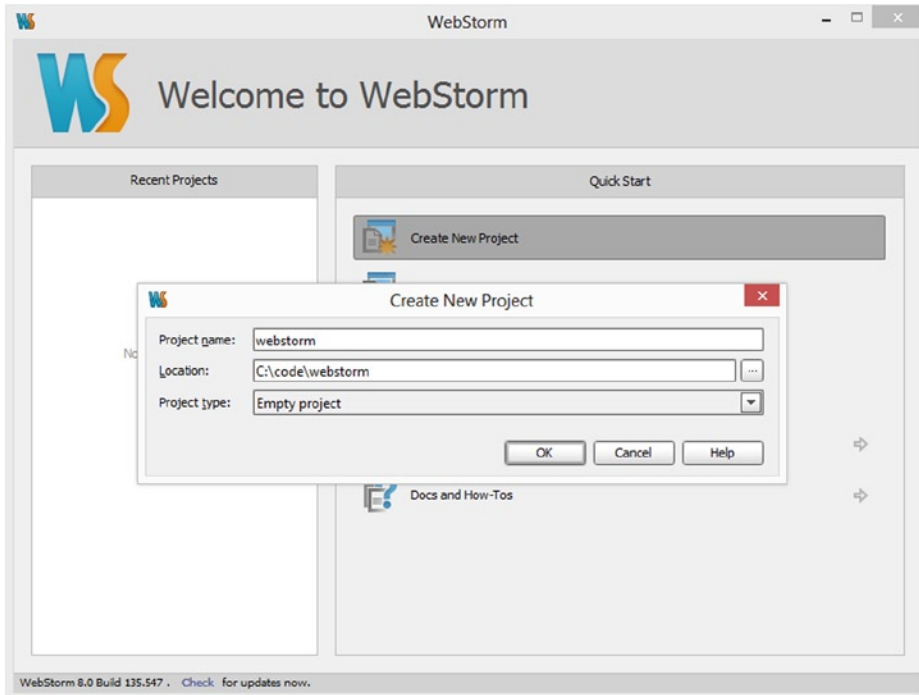 WS WebStorm
WS Welcome to WebStorm
Recent Projects
Quick Start
Create New Project
WS Create New Project
Project name: webstorm
No
Location: C:\code\webstorm ...
Project type: Empty project
OK Cancel Help
Docs and How-Tos
WebStorm 8.0 Build 135.547 . Check for updates now.